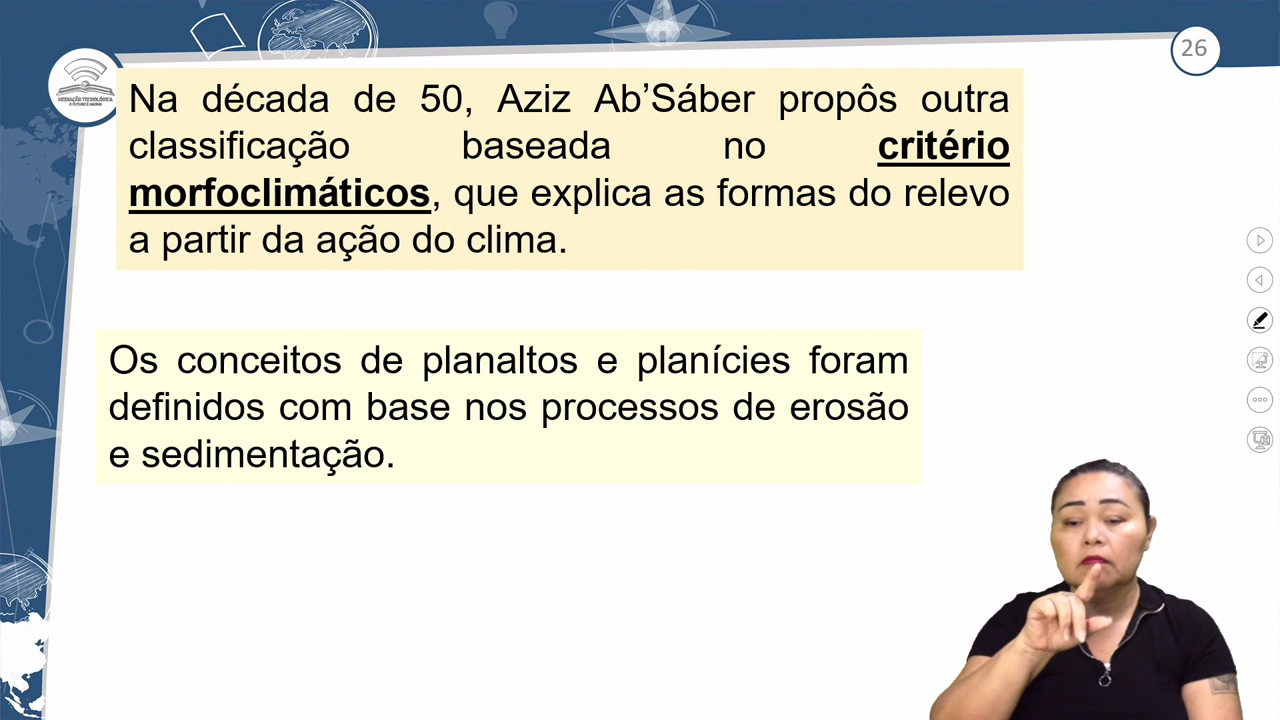 26
MEDIAÇÃO TECNOLÓGICA
Na década de 50, Aziz Ab’Sáber propôs outra
classificação baseada no critério
morfoclimáticos, que explica as formas do relevo
a partir da ação do clima.
Os conceitos de planaltos e planícies foram
definidos com base nos processos de erosão
e sedimentação.